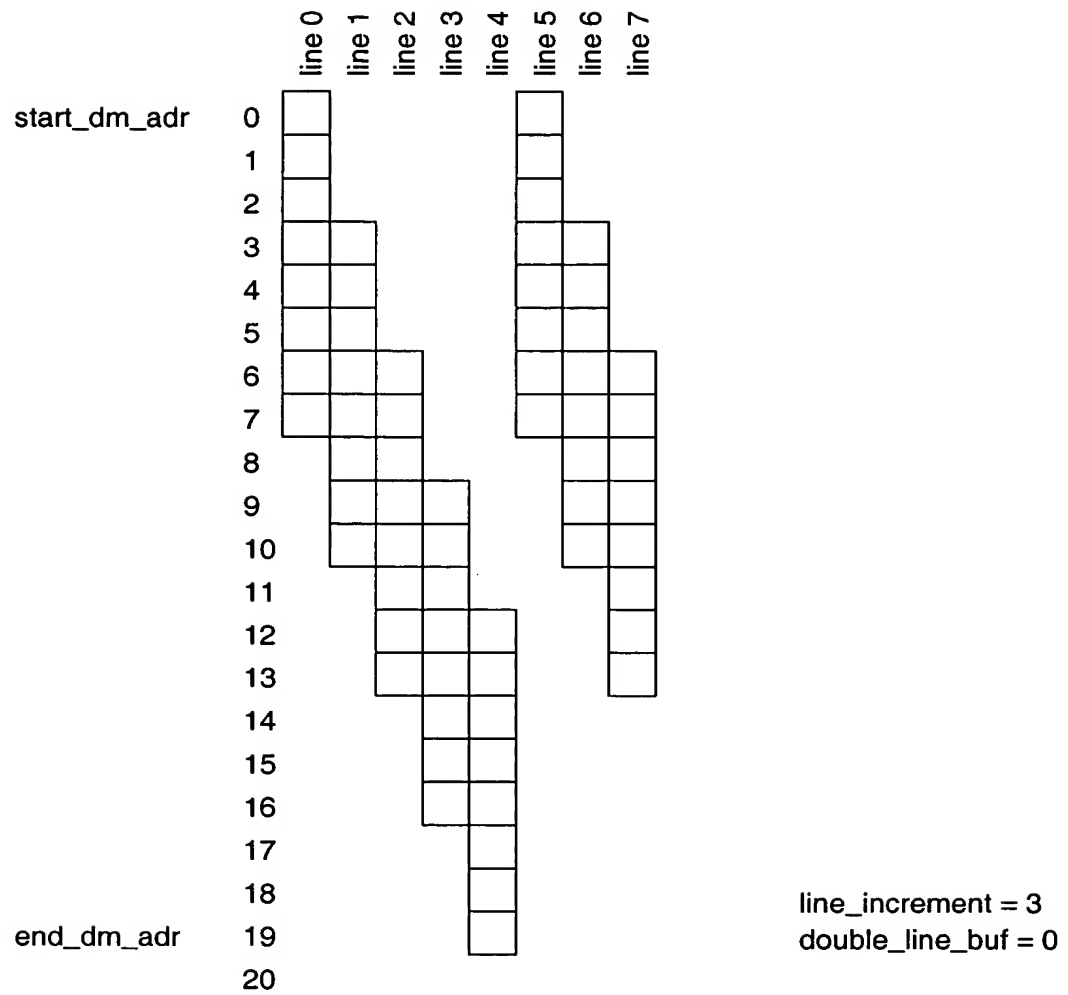 line 0
line 1
line 2
line 3
line 4
line 5
line 6
line 7
start_dm_adr 0
1
2
3
4
5
6
7
8
9
10
11
12
13
14
15
16
17
18
line_increment = 3
end_dm_adr 19
double_line_buf = 0
20